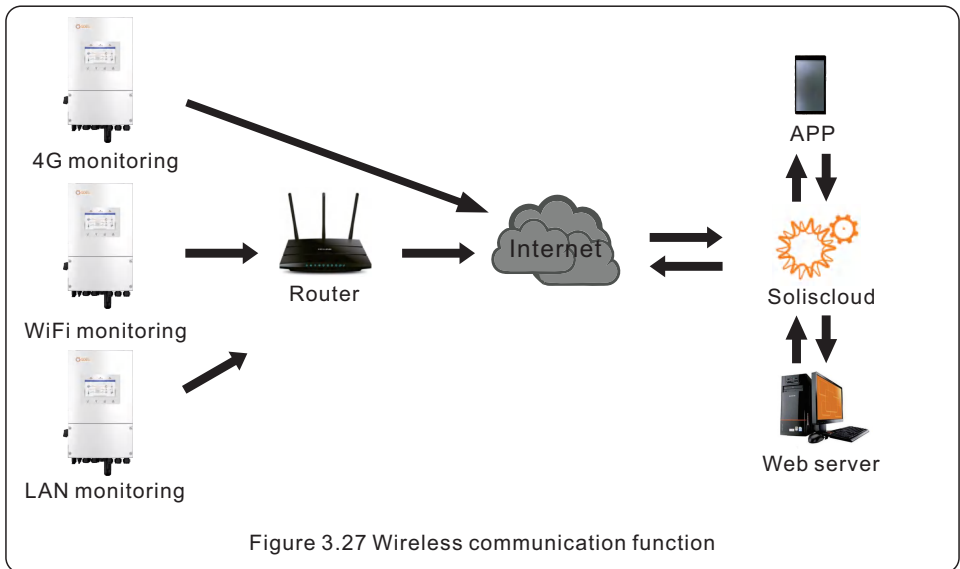 4G monitoring
WiFi monitoring
LAN monitoring
Router
Internet
APP
Soliscloud
Web server
Figure 3.27 Wireless communication function